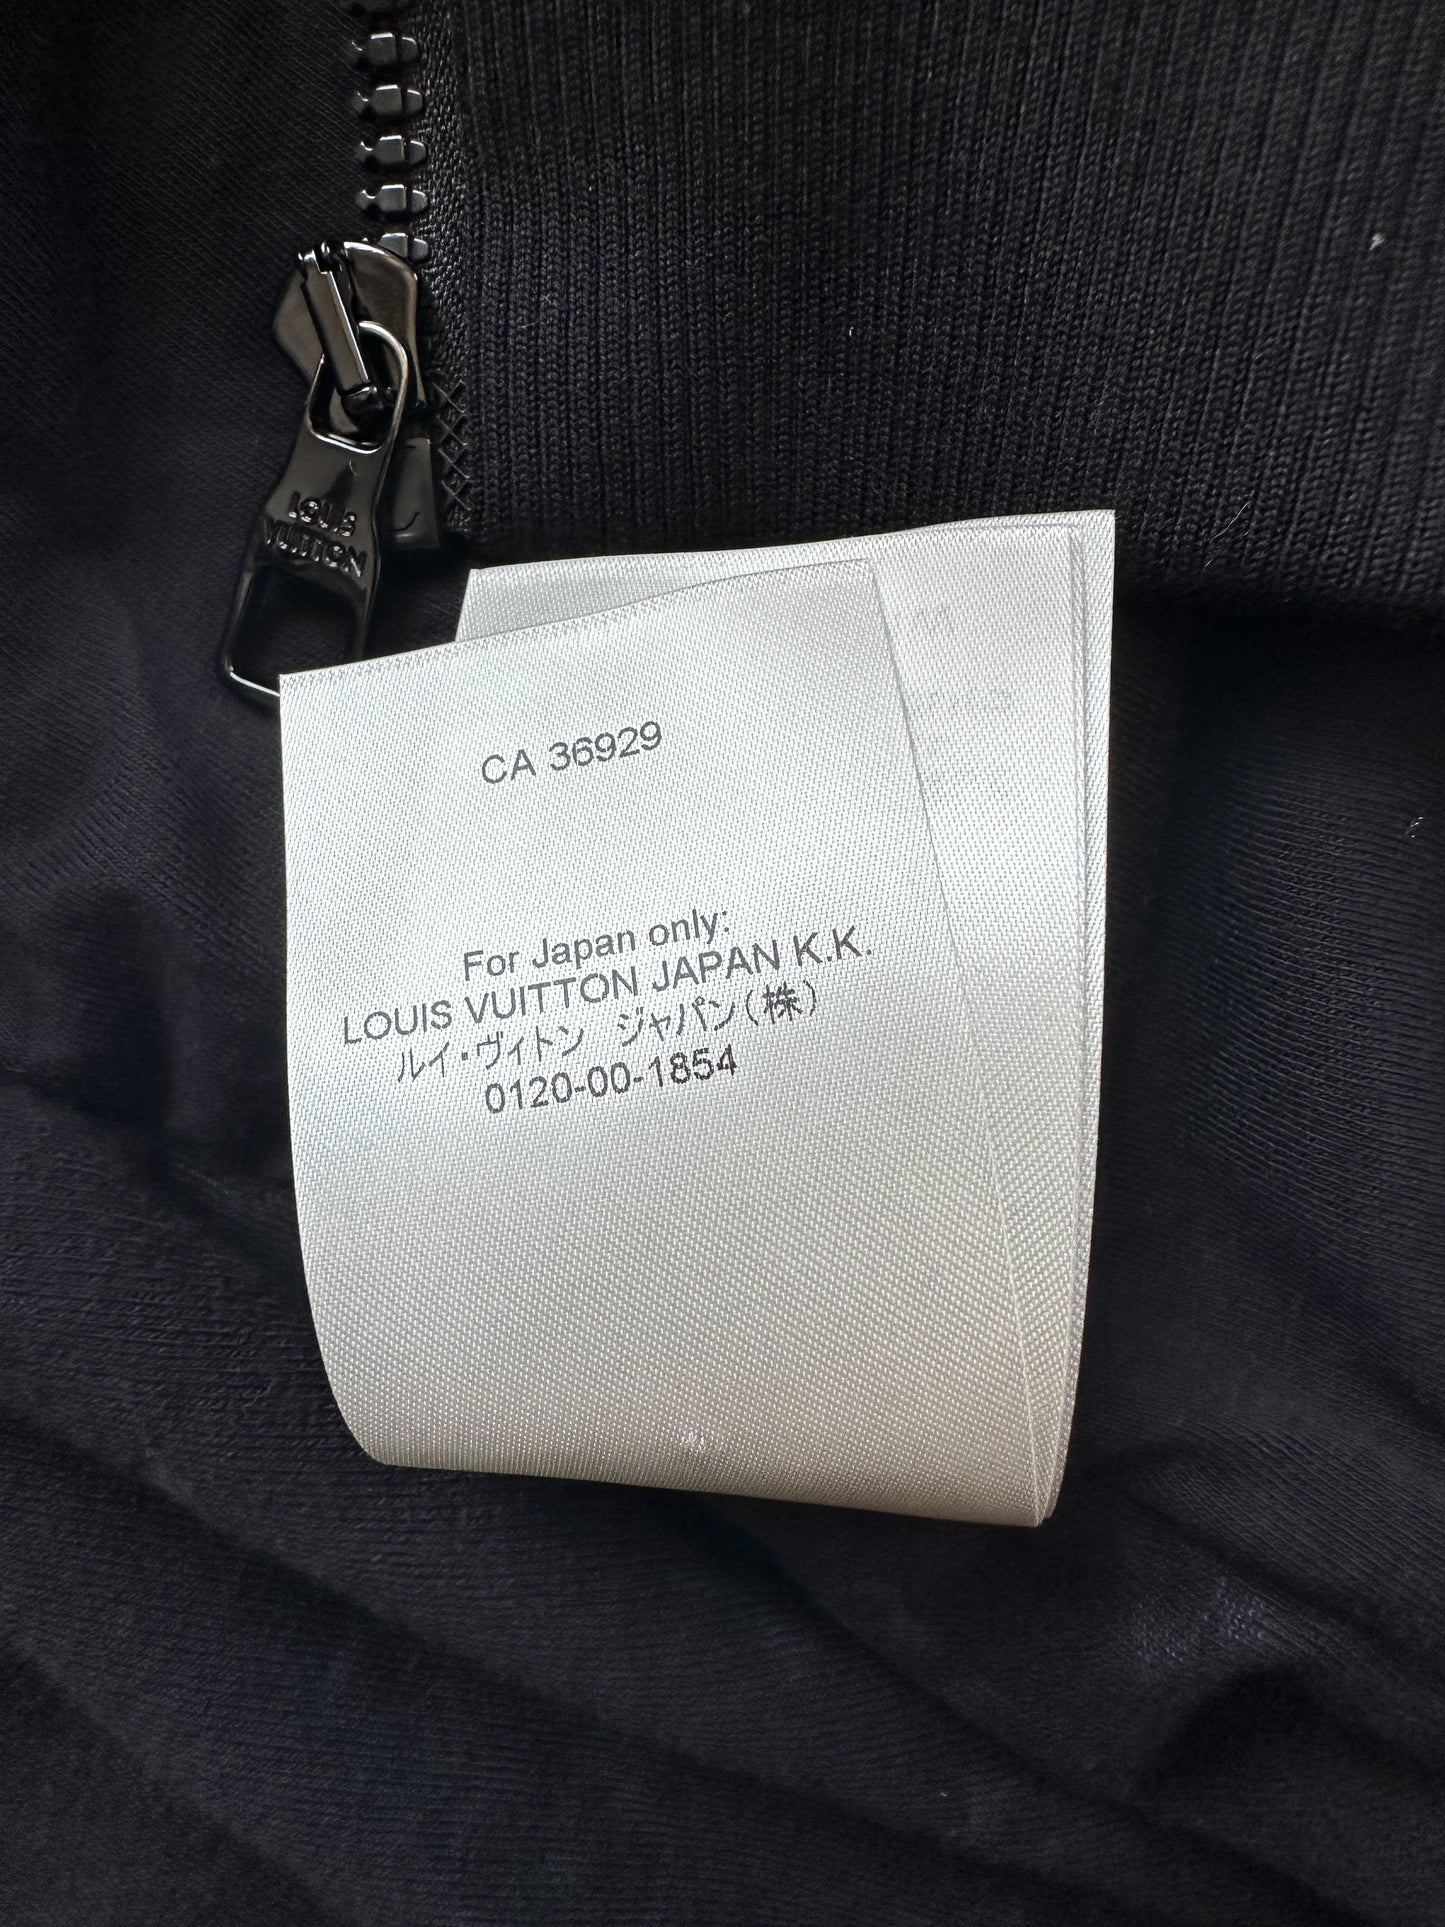 LOUIS
VUITTON
CA 36929
For Japan only:
LOUIS VUITTON JAPAN K.K.
ルイ・ヴィトン ジャパン(株)
0120-00-1854